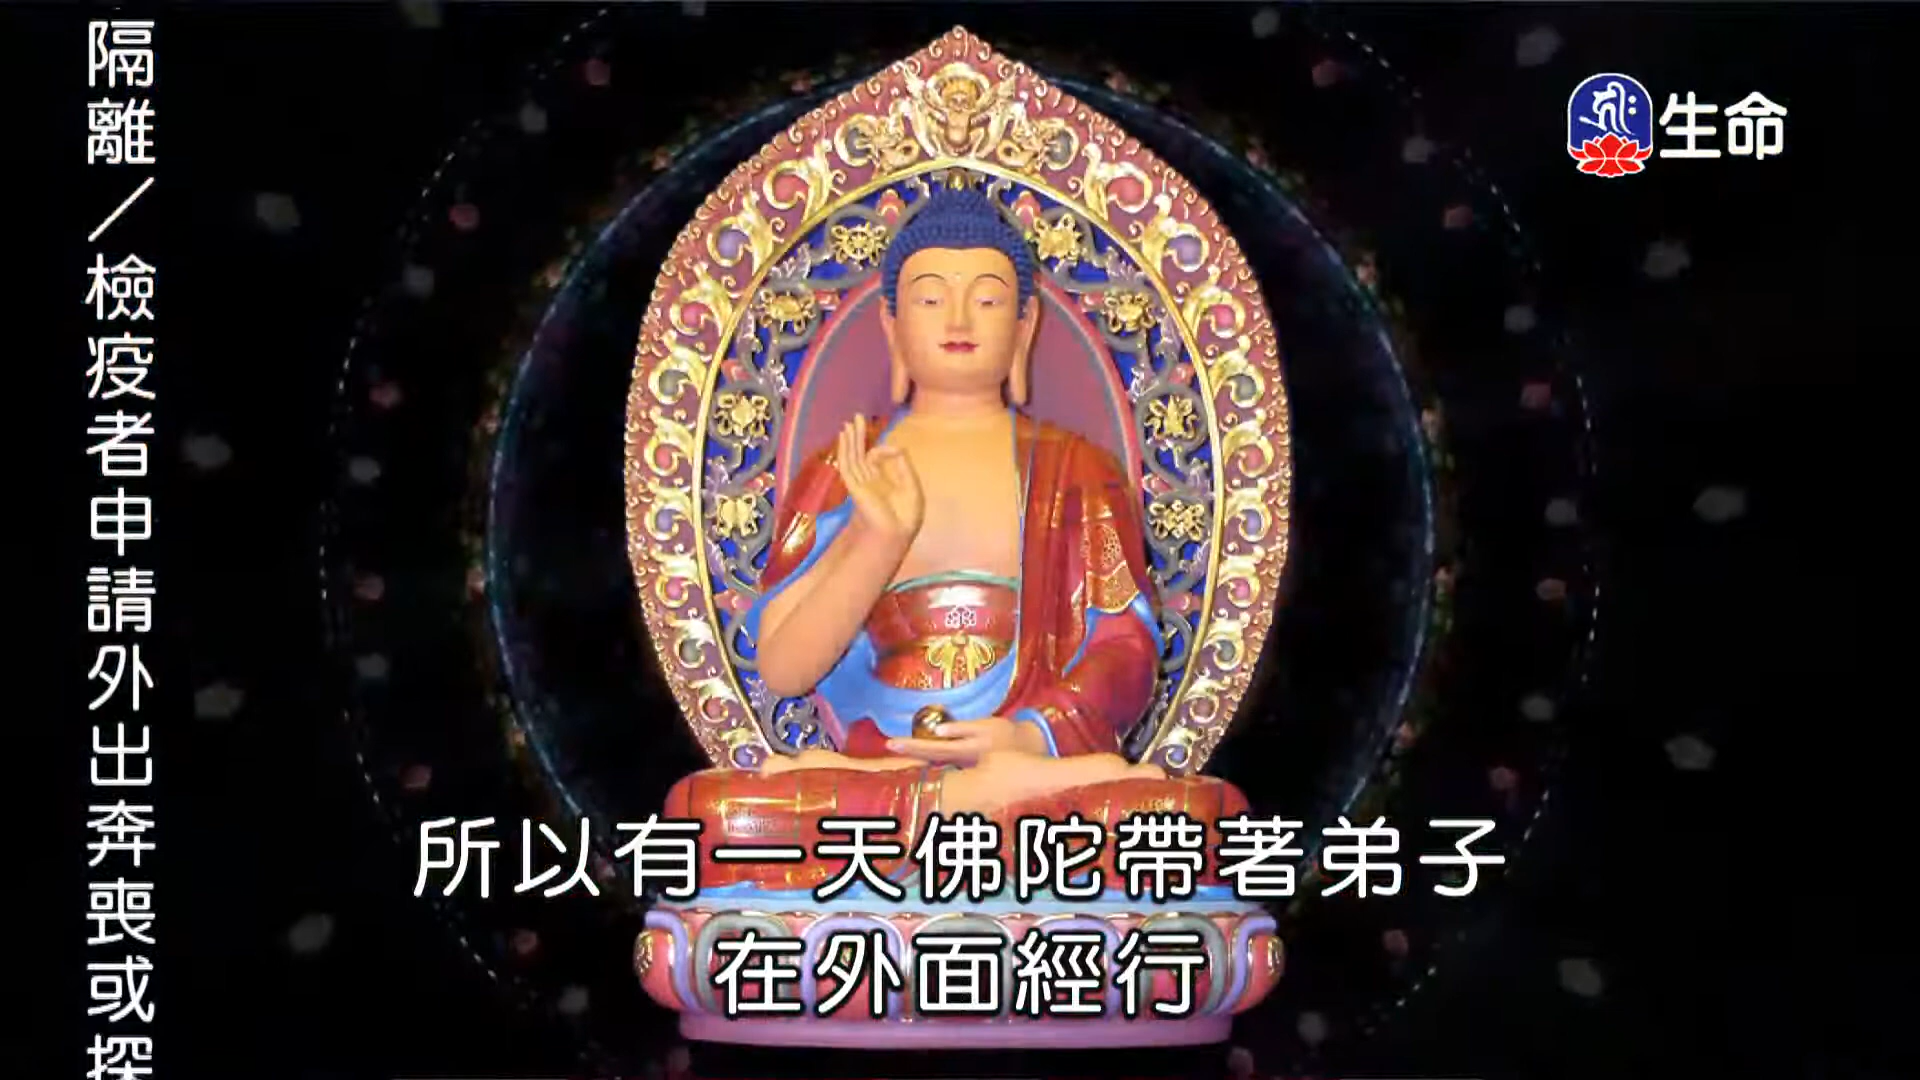 隔離／檢疫者申請外出奔喪或探
生命
所以有一天佛陀帶著弟子
在外面經行